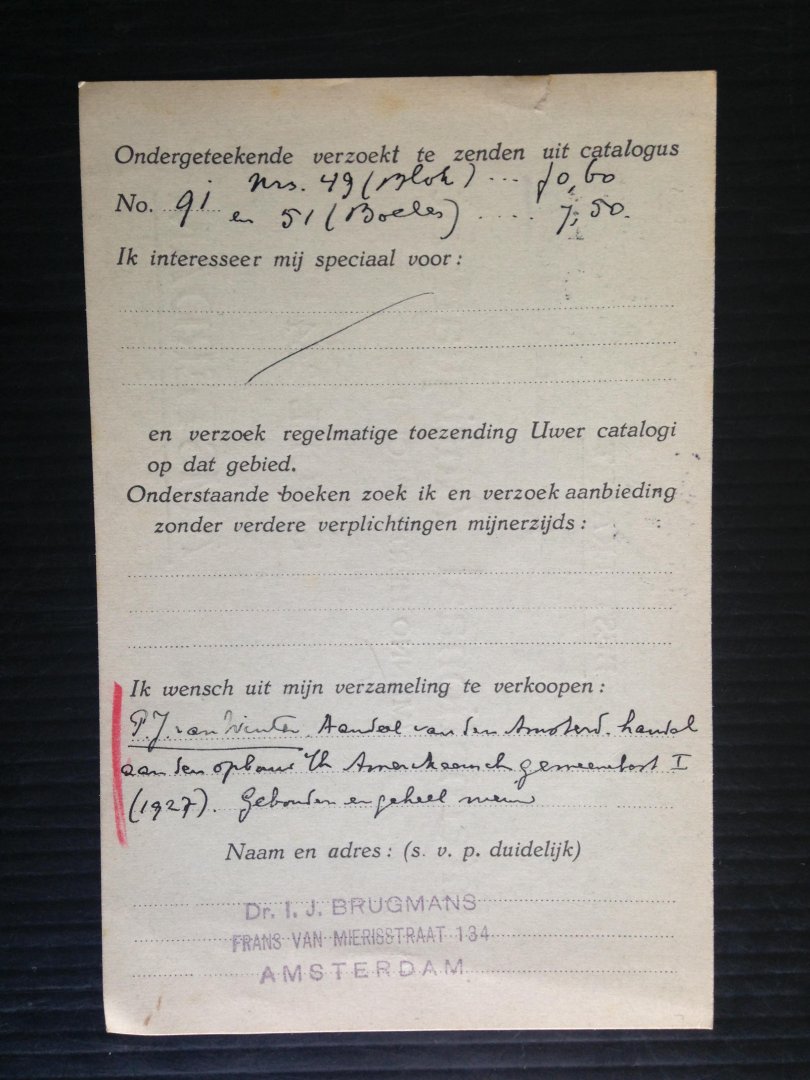 Ondergeteekende verzoekt te zenden uit catalogus
nrs. 49 (Blok) ... f 0,60
No. 91 en 51 (Boeles) .... 7,50.
Ik interesseer mij speciaal voor :
en verzoek regelmatige toezending Uwer catalogi
op dat gebied.
Onderstaande boeken zoek ik en verzoek aanbieding
zonder verdere verplichtingen mijnerzijds :
Ik wensch uit mijn verzameling te verkoopen :
P.J. van Winter, Aandeel van den Amsterd. handel
aan den opbouw Amerikaansch gemeenebest I
(1927). Gebonden en geheel nieuw
Naam en adres : (s. v. p. duidelijk)
Dr. I. J. BRUGMANS
FRANS VAN MIERISSTRAAT 134
AMSTERDAM